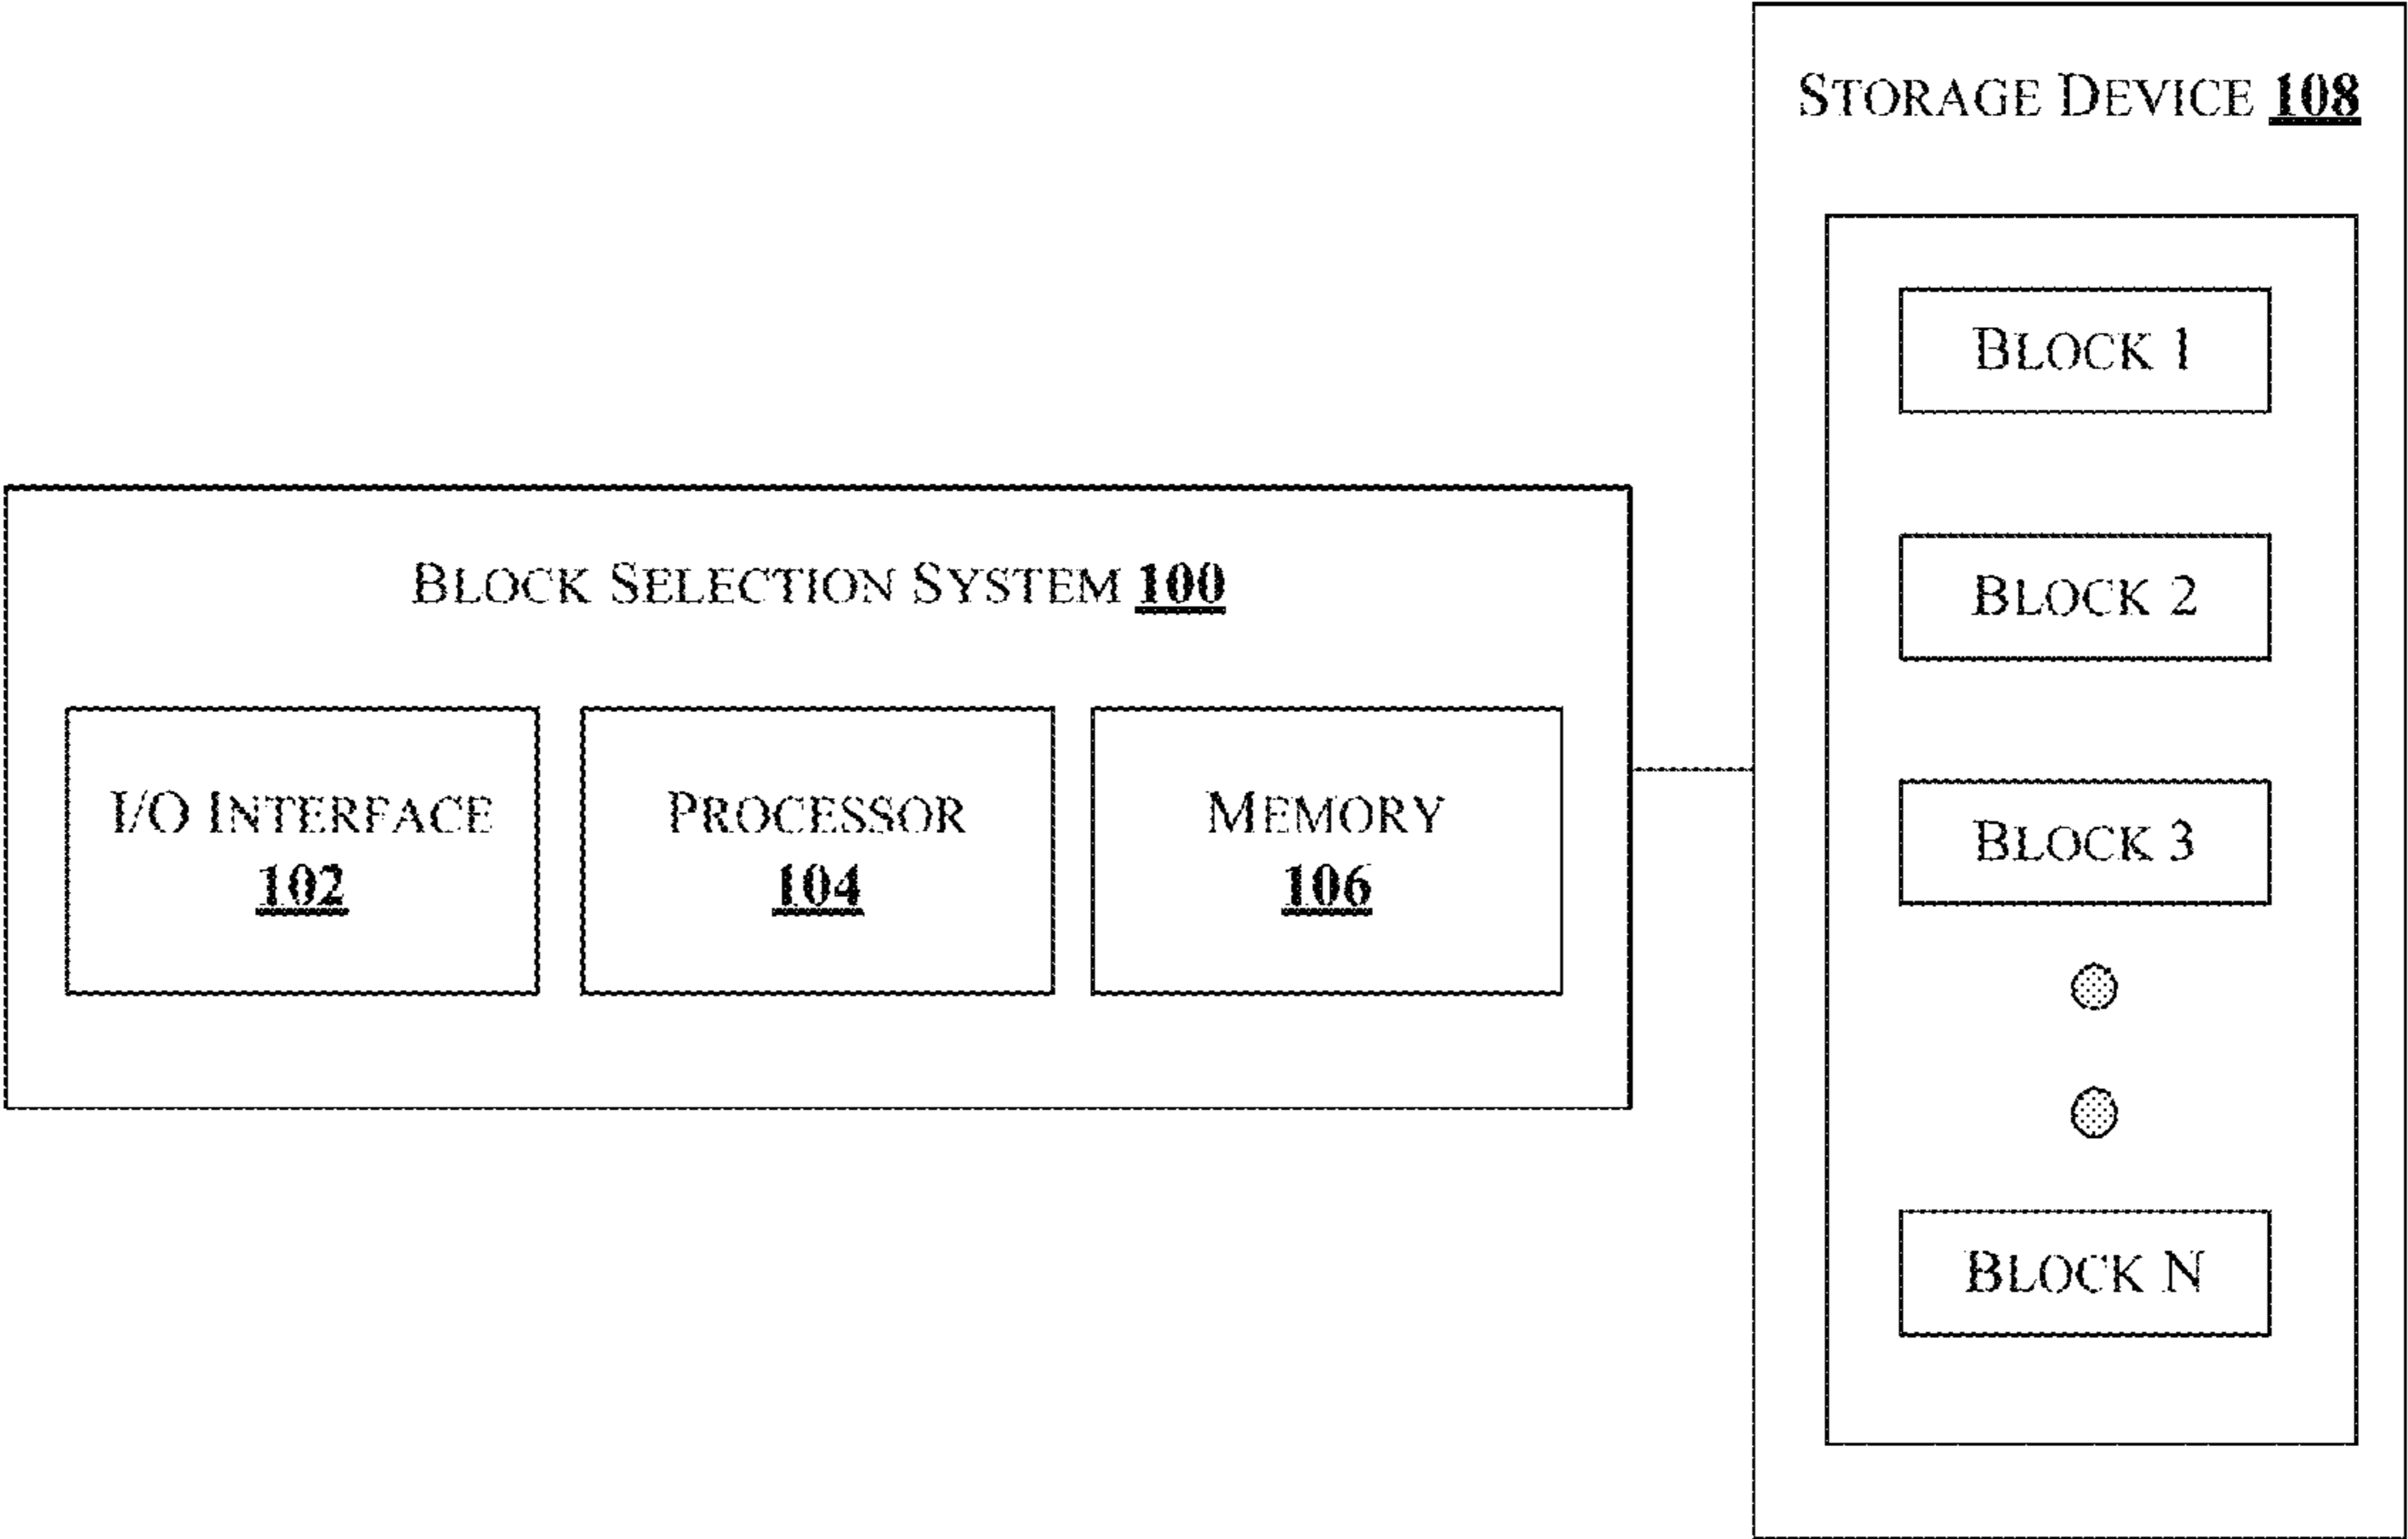 STORAGE DEVICE 108
BLOCK 1
BLOCK 2
BLOCK 3
BLOCK N
BLOCK SELECTION SYSTEM 100
I/O INTERFACE
102
PROCESSOR
104
MEMORY
106